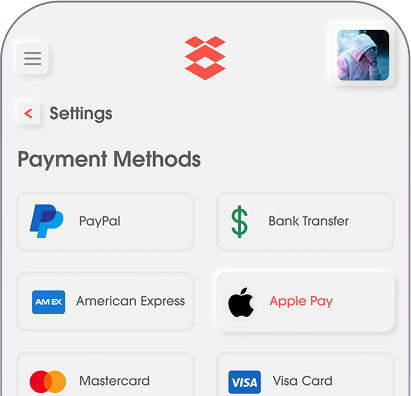 Settings
Payment Methods
PayPal
Bank Transfer
AM EX
American Express
Apple Pay
Mastercard
VISA
Visa Card